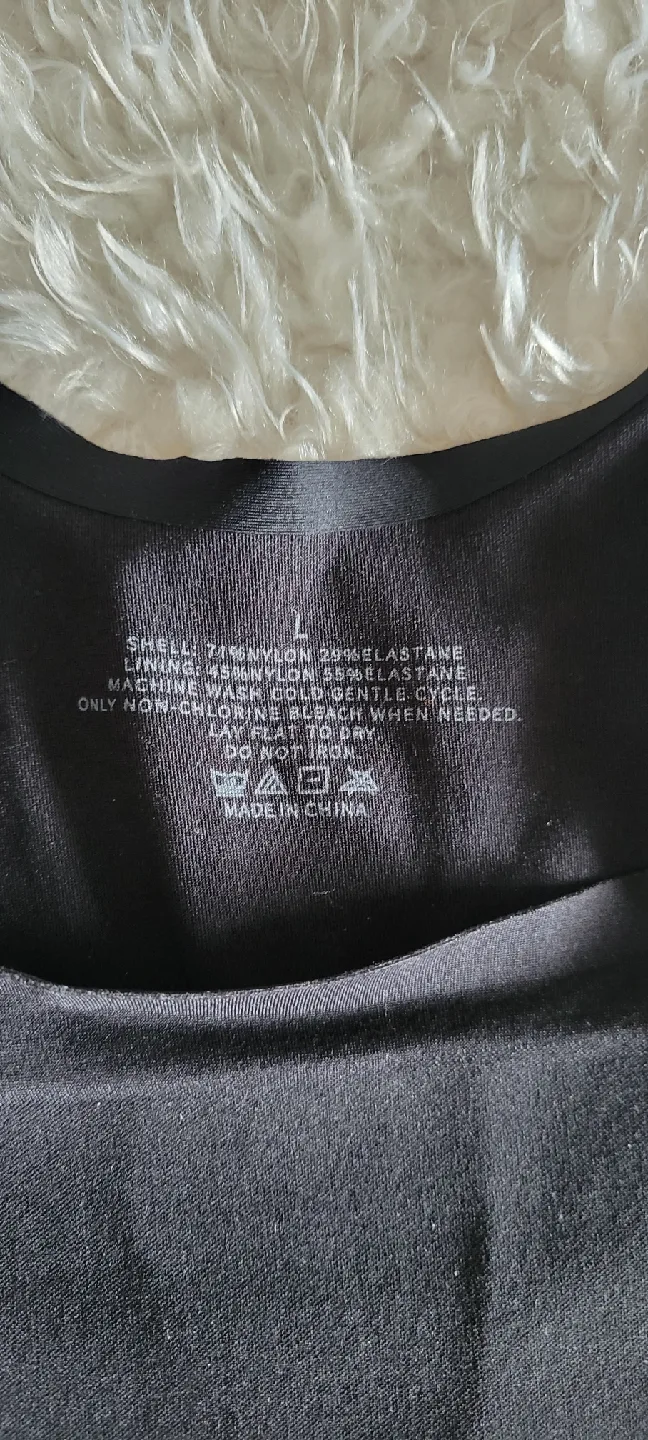 L
SHELL: 71%NYLON 29%ELASTANE
LINING: 45%NYLON 55%ELASTANE
MACHINE WASH COLD GENTLE CYCLE.
ONLY NON-CHLORINE BLEACH WHEN NEEDED.
LAY FLAT TO DRY
DO NOT IRON.
MADE IN CHINA